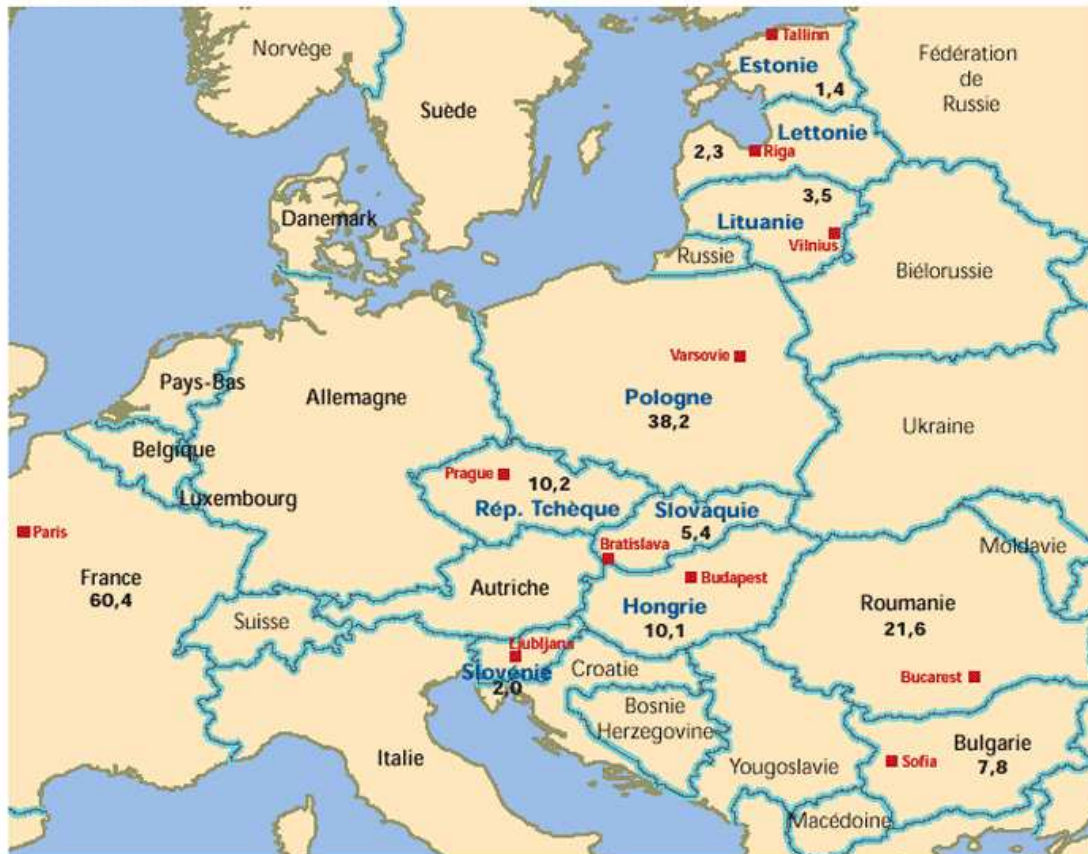 Norvège
Suède
Tallinn
Estonie
1,4
Fédération
de
Russie
Lettonie
2,3
Riga
3,5
Lituanie
Vilnius
Danemark
Russie
Biélorussie
Varsovie
Pays-Bas
Allemagne
Pologne
38,2
Ukraine
Belgique
Prague
10,2
Luxembourg
Rép. Tchèque
Slovaquie
5,4
Paris
Bratislava
Moldavie
France
60,4
Autriche
Budapest
Hongrie
10,1
Roumanie
21,6
Suisse
Ljubljana
Slovénie
2,0
Croatie
Bucarest
Bosnie
Herzegovine
Italie
Bulgarie
7,8
Sofia
Yougoslavie
Macédoine